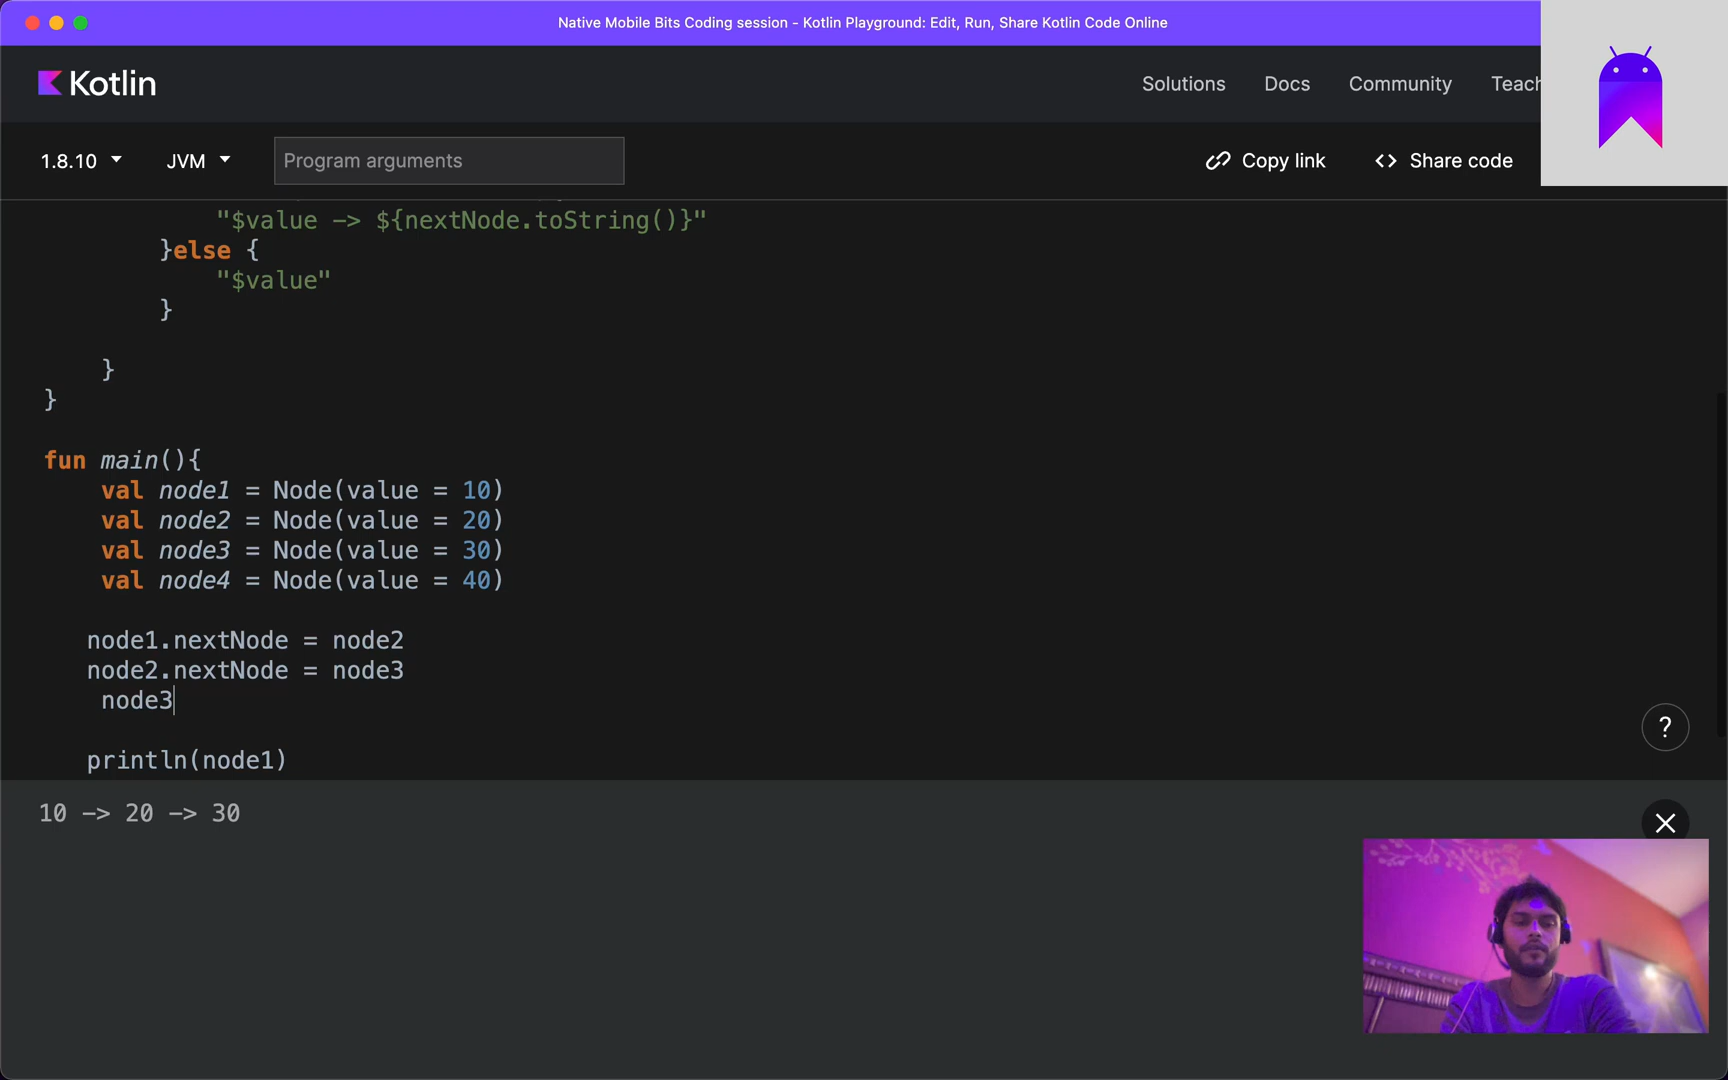 Native Mobile Bits Coding session - Kotlin Playground: Edit, Run, Share Kotlin Code Online
Kotlin
Solutions
Docs
Community
Teach
1.8.10
JVM
Program arguments
Copy link
Share code
"$value -> ${nextNode.toString()}"
}else {
"$value"
}
}
}
fun main(){
val node1 = Node(value = 10)
val node2 = Node(value = 20)
val node3 = Node(value = 30)
val node4 = Node(value = 40)
node1.nextNode = node2
node2.nextNode = node3
node3
?
println(node1)
10 -> 20 -> 30